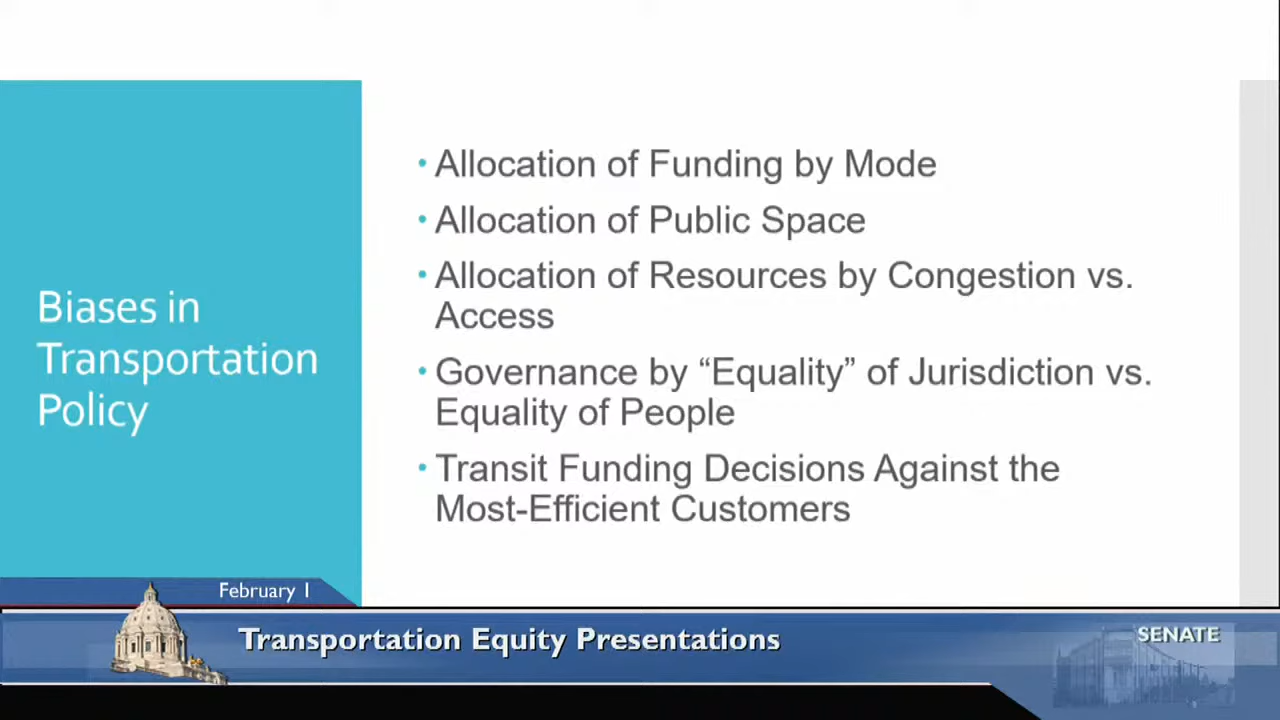 Biases in
Transportation
Policy
• Allocation of Funding by Mode
• Allocation of Public Space
• Allocation of Resources by Congestion vs.
Access
• Governance by “Equality” of Jurisdiction vs.
Equality of People
• Transit Funding Decisions Against the
Most-Efficient Customers
February 1
Transportation Equity Presentations
SENATE